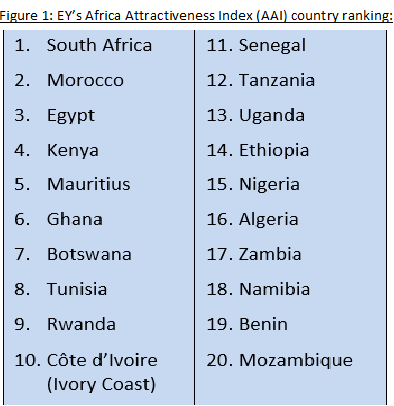 Figure 1: EY's Africa Attractiveness Index (AAI) country ranking:
1. South Africa
2. Morocco
3. Egypt
4. Kenya
5. Mauritius
6. Ghana
7. Botswana
8. Tunisia
9. Rwanda
10. Côte d'Ivoire
(Ivory Coast)
11. Senegal
12. Tanzania
13. Uganda
14. Ethiopia
15. Nigeria
16. Algeria
17. Zambia
18. Namibia
19. Benin
20. Mozambique